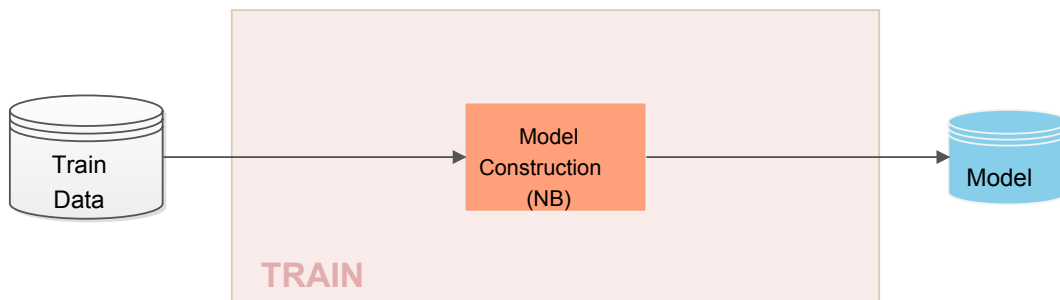 Train
Data
Model
Construction
(NB)
Model
TRAIN